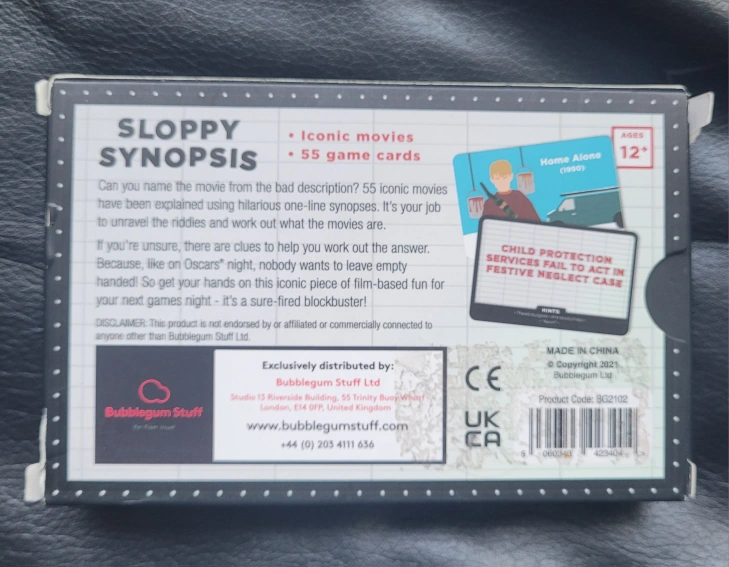 SLOPPY
SYNOPSIS
• Iconic movies
• 55 game cards
AGES
12+
Home Alone
(1990)
Can you name the movie from the bad description? 55 iconic movies
have been explained using hilarious one-line synopses. It's your job
to unravel the riddles and work out what the movies are.
If you're unsure, there are clues to help you work out the answer.
Because, like on Oscars® night, nobody wants to leave empty
handed! So get your hands on this iconic piece of film-based fun for
your next games night - it's a sure-fired blockbuster!
CHILD PROTECTION
SERVICES FAIL TO ACT IN
FESTIVE NEGLECT CASE
HINTS
DISCLAIMER: This product is not endorsed by or affiliated or commercially connected to
anyone other than Bubblegum Stuff Ltd.
Bubblegum Stuff
Exclusively distributed by:
Bubblegum Stuff Ltd
Studio 13 Riverside Building, 55 Trinity Buoy Wharf
London, E14 0FP, United Kingdom
www.bubblegumstuff.com
+44 (0) 203 4111 636
CE
UK
CA
MADE IN CHINA
© Copyright 2021
Bubblegum Ltd
Product Code: BG2102
5 060343 423404